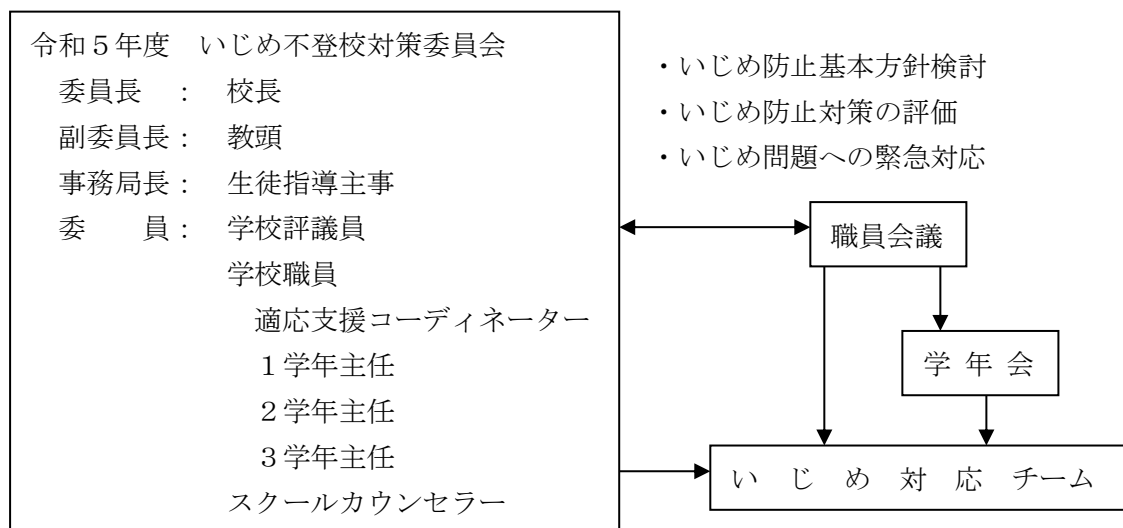 令和５年度　いじめ不登校対策委員会
委員長　：　校長
副委員長：　教頭
事務局長：　生徒指導主事
委　　員：　学校評議員
学校職員
適応支援コーディネーター
１学年主任
２学年主任
３学年主任
スクールカウンセラー
・いじめ防止基本方針検討
・いじめ防止対策の評価
・いじめ問題への緊急対応
職員会議
学 年 会
い　じ　め　対　応　チーム